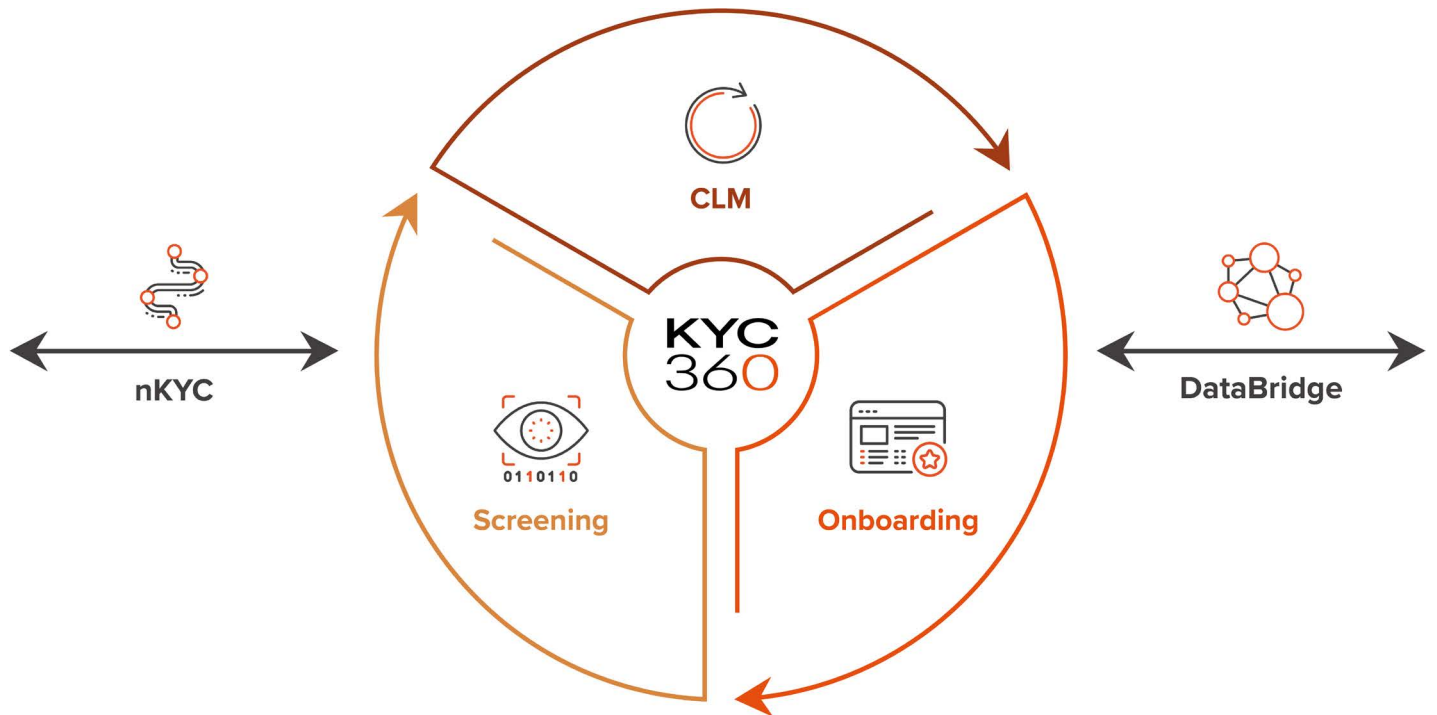 CLM
nKYC
KYC
360
DataBridge
0110110
Screening
Onboarding